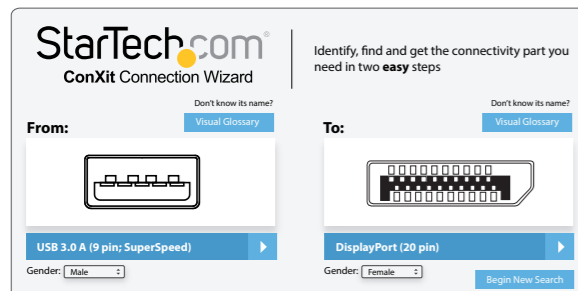 StarTech.com®
ConXit Connection Wizard
Identify, find and get the connectivity part you
need in two easy steps
Don't know its name?
Visual Glossary
From:
USB 3.0 A (9 pin; SuperSpeed)
Gender: Male
Don't know its name?
Visual Glossary
To:
DisplayPort (20 pin)
Gender: Female
Begin New Search